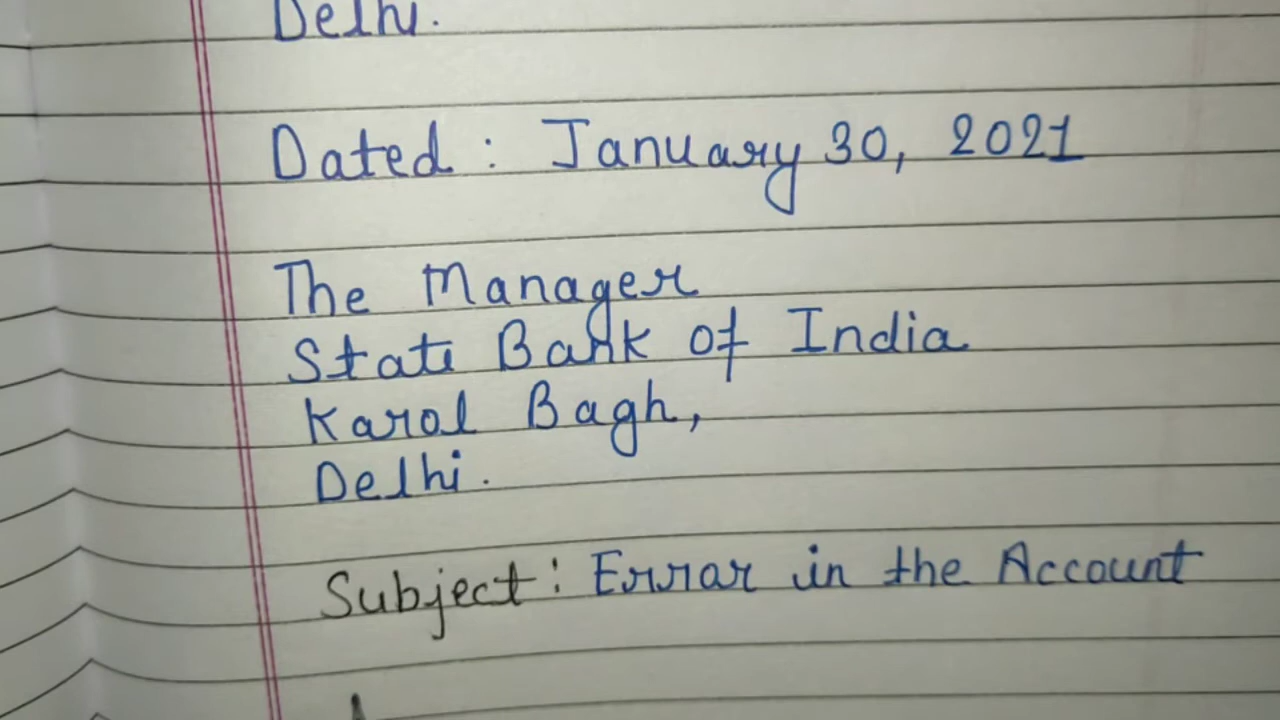 Delhi.
Dated : January 30, 2021
The Manager
State Bank of India
Karol Bagh,
Delhi.
Subject : Errar in the Account